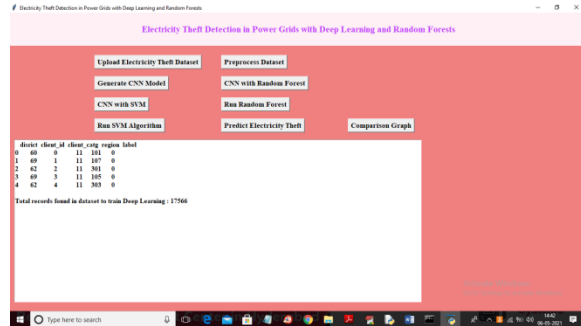 Electricity Theft Detection in Power Grids with Deep Learning and Random Forests
Electricity Theft Detection in Power Grids with Deep Learning and Random Forests
Upload Electricity Theft Dataset Preprocess Dataset
Generate CNN Model CNN with Random Forest
CNN with SVM Run Random Forest
Run SVM Algorithm Predict Electricity Theft Comparison Graph
disrict client_id client_catg region label
0 60 0 11 101 0
1 69 1 11 107 0
2 62 2 11 301 0
3 69 3 11 105 0
4 62 4 11 303 0
Total records found in dataset to train Deep Learning : 17566
Type here to search
14:42
06-03-2021